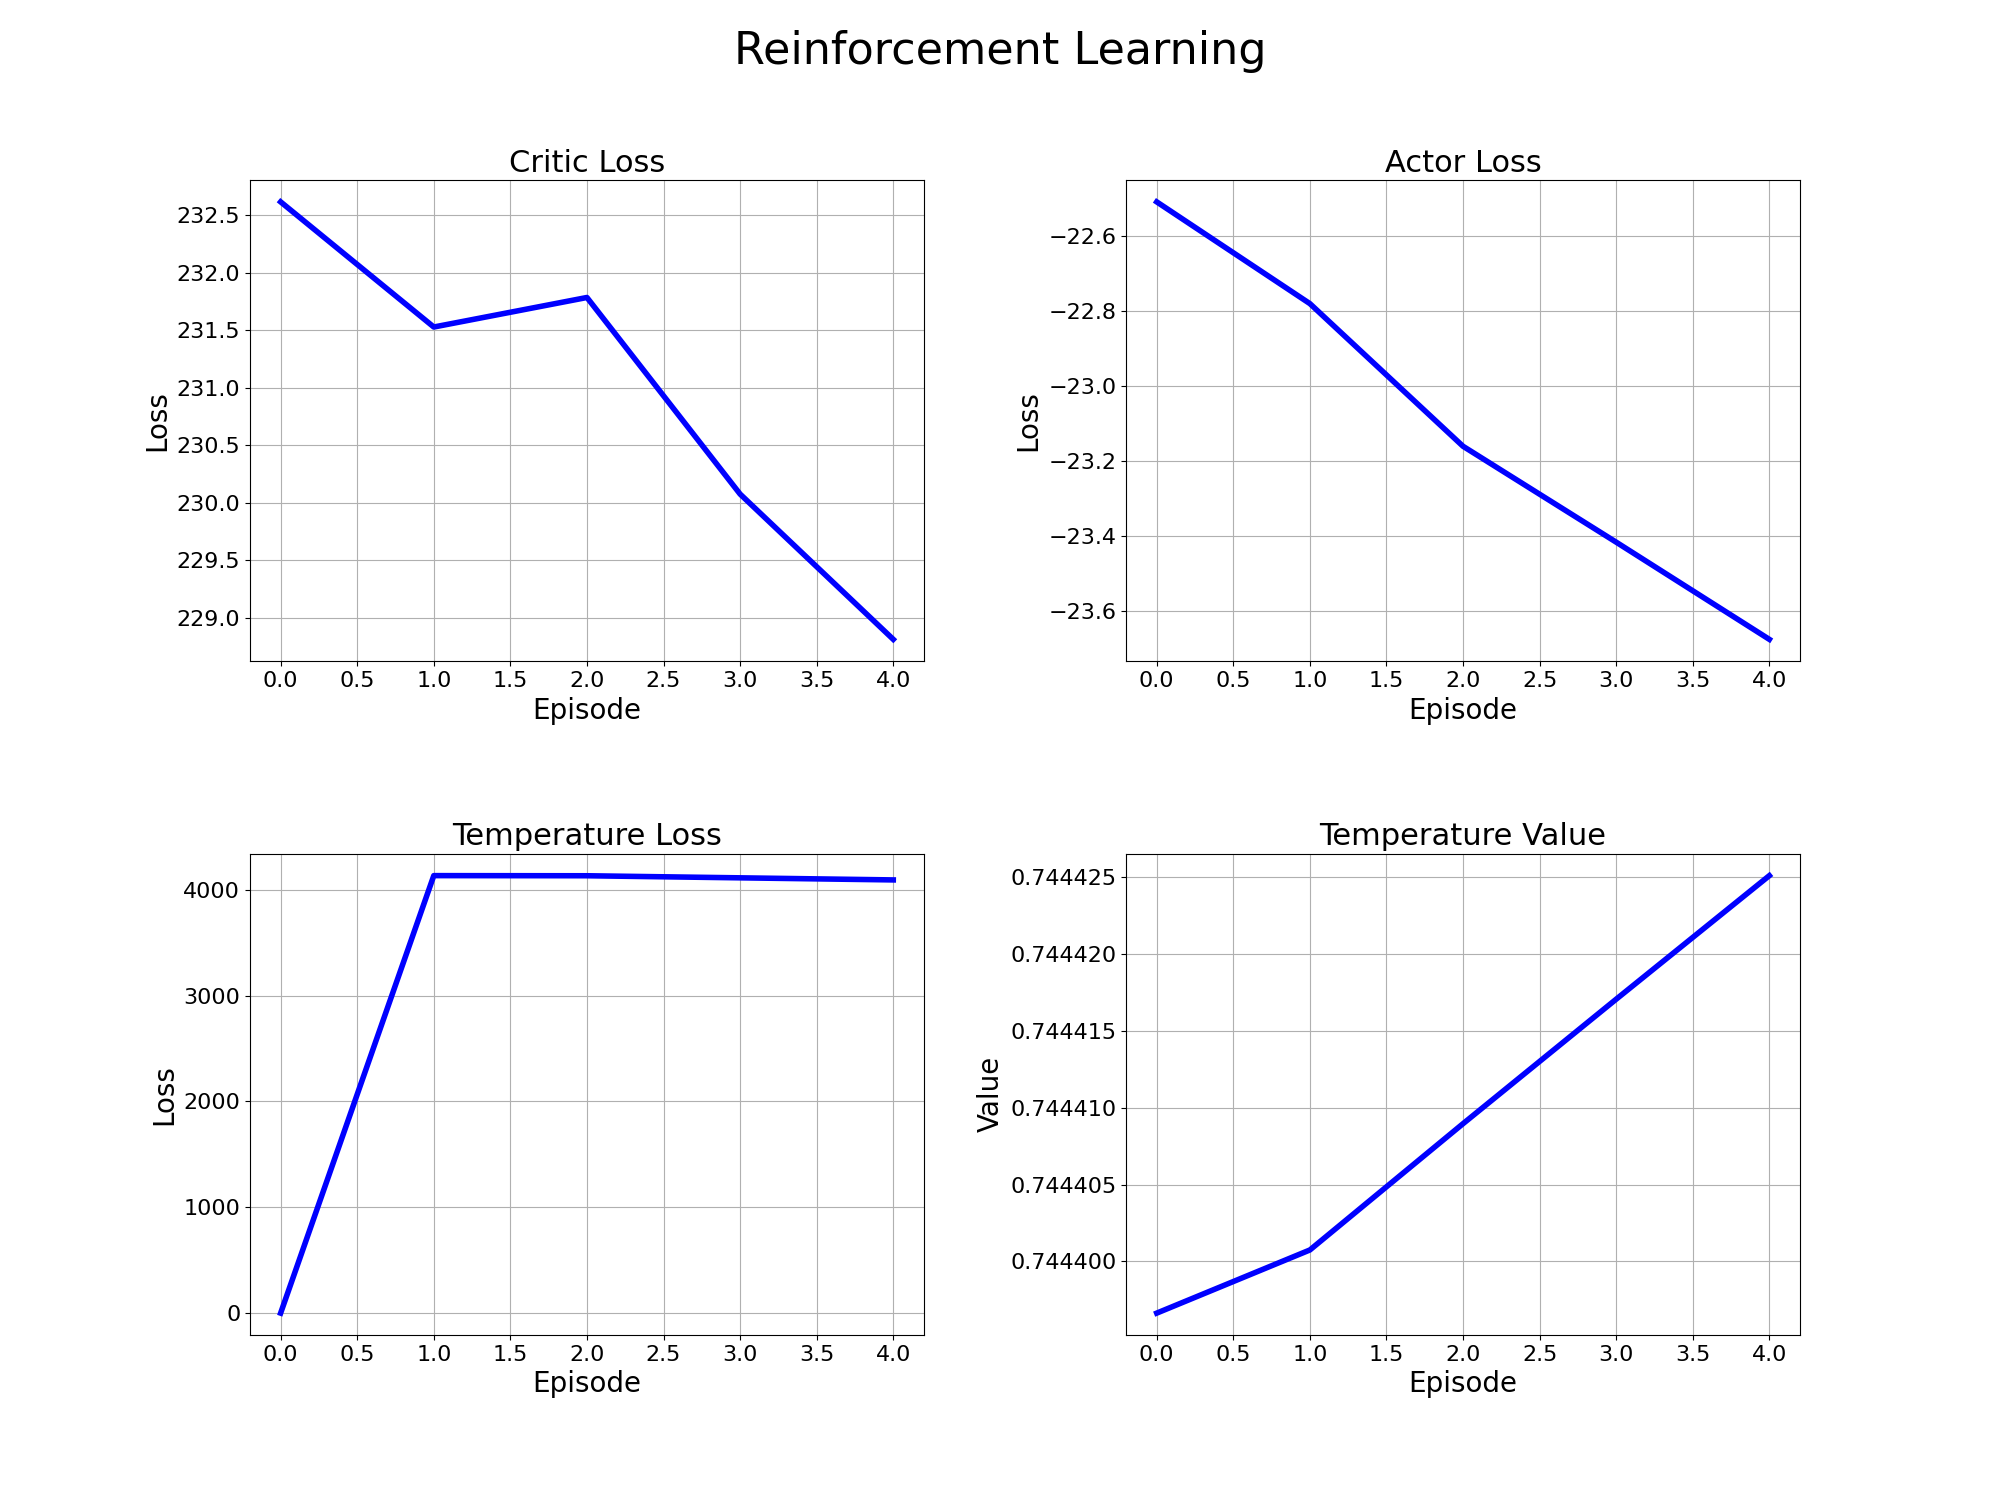 Reinforcement Learning
Critic Loss
232.5
232.0
231.5
231.0
230.5
230.0
229.5
229.0
Loss
0.0 0.5 1.0 1.5 2.0 2.5 3.0 3.5 4.0
Episode
Actor Loss
−22.6
−22.8
−23.0
−23.2
−23.4
−23.6
Loss
0.0 0.5 1.0 1.5 2.0 2.5 3.0 3.5 4.0
Episode
Temperature Loss
4000
3000
2000
1000
0
Loss
0.0 0.5 1.0 1.5 2.0 2.5 3.0 3.5 4.0
Episode
Temperature Value
0.744425
0.744420
0.744415
0.744410
0.744405
0.744400
Value
0.0 0.5 1.0 1.5 2.0 2.5 3.0 3.5 4.0
Episode